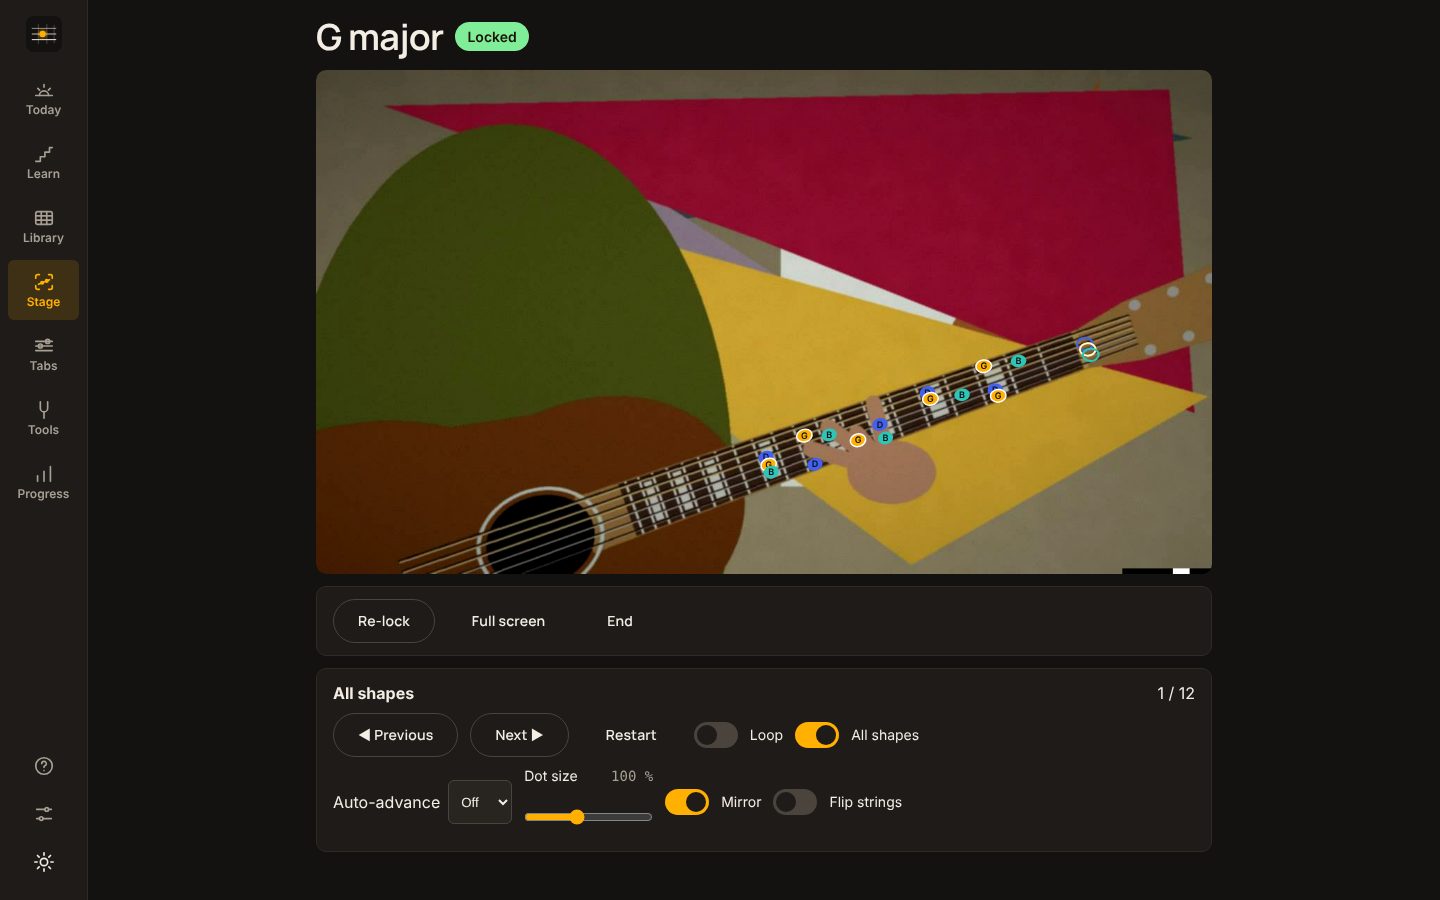 G major
Locked
Today
Learn
Library
Stage
Tabs
Tools
Progress
G
B
D
G
B
D
G
G
B
G
D
B
D
G
B
D
Re-lock
Full screen
End
All shapes
1 / 12
◀ Previous
Next ▶
Restart
Loop
All shapes
Auto-advance
Off
Dot size
100 %
Mirror
Flip strings